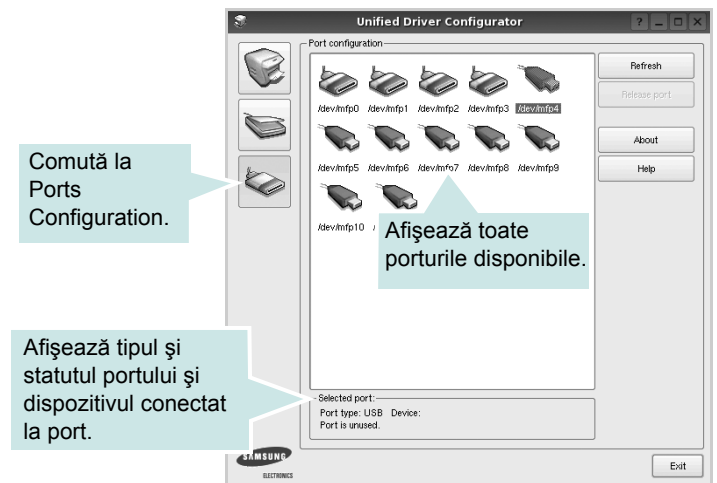 Unified Driver Configurator
Port configuration
/dev/mfp0 /dev/mfp1 /dev/mfp2 /dev/mfp3 /dev/mfp4
/dev/mfp5 /dev/mfp6 /dev/mfp7 /dev/mfp8 /dev/mfp9
/dev/mfp10 /
Refresh
Release port
About
Help
Comută la
Ports
Configuration.
Afişează toate
porturile disponibile.
Afişează tipul şi
statutul portului şi
dispozitivul conectat
la port.
Selected port:
Port type: USB Device:
Port is unused.
SAMSUNG
ELECTRONICS
Exit